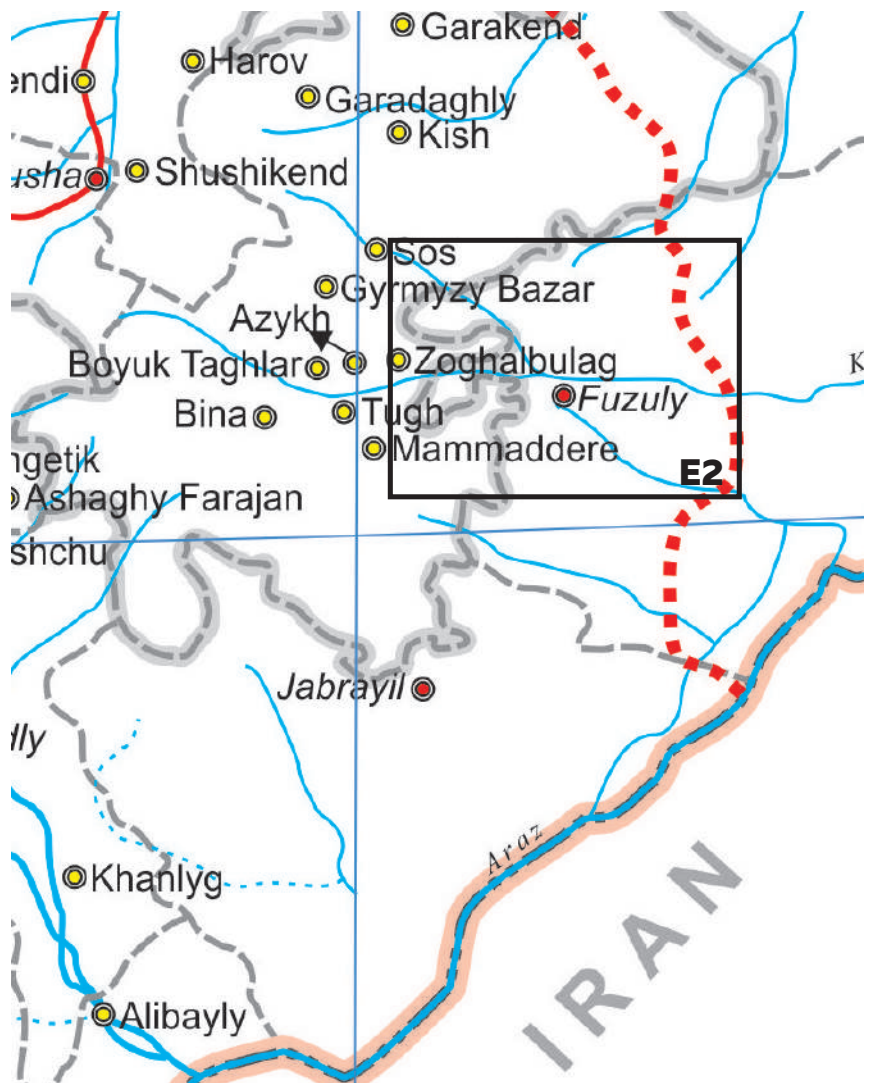 Garakend
Harov
endi
Garadaghly
Kish
usha
Shushikend
Sos
Gyrmyzy Bazar
Azykh
Boyuk Taghlar
Zoghalbulag
K
Fuzuly
Bina
Tugh
Mammaddere
ngetik
E2
Ashaghy Farajan
shchu
Jabrayil
lly
Araz
Khanlyg
IRAN
Alibayly